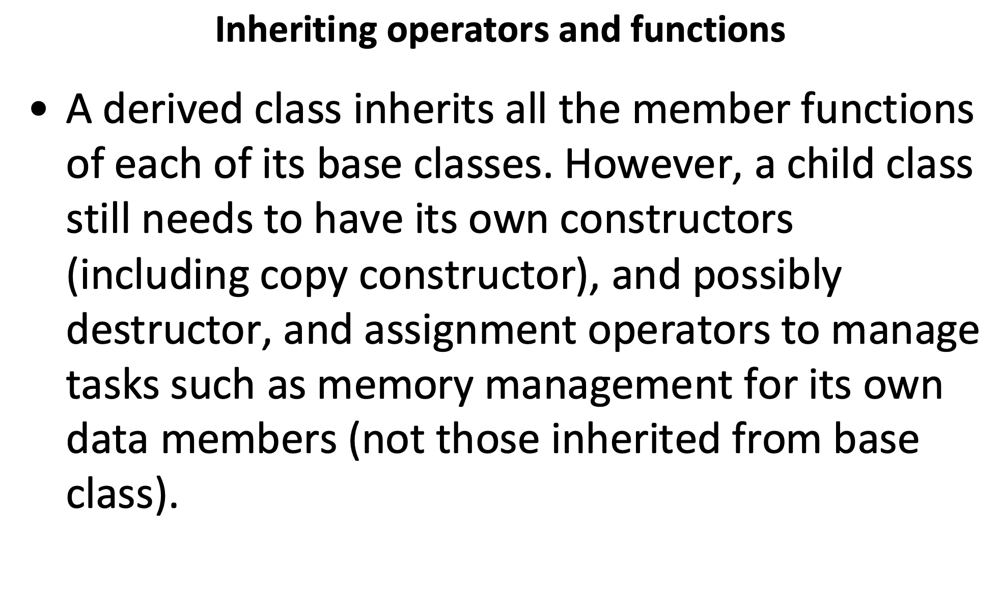 Inheriting operators and functions
• A derived class inherits all the member functions
of each of its base classes. However, a child class
still needs to have its own constructors
(including copy constructor), and possibly
destructor, and assignment operators to manage
tasks such as memory management for its own
data members (not those inherited from base
class).